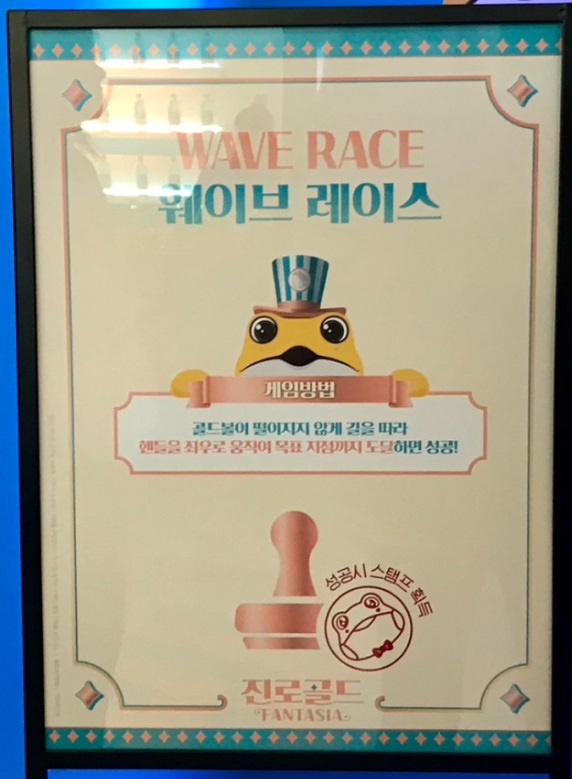 WAVE RACE
웨이브 레이스
게임방법
골드볼이 떨어지지 않게 길을 따라
핸들을 좌우로 움직여 목표 지점까지 도달하면 성공!
성공시 스탬프 획득
진로골드
FANTASIA